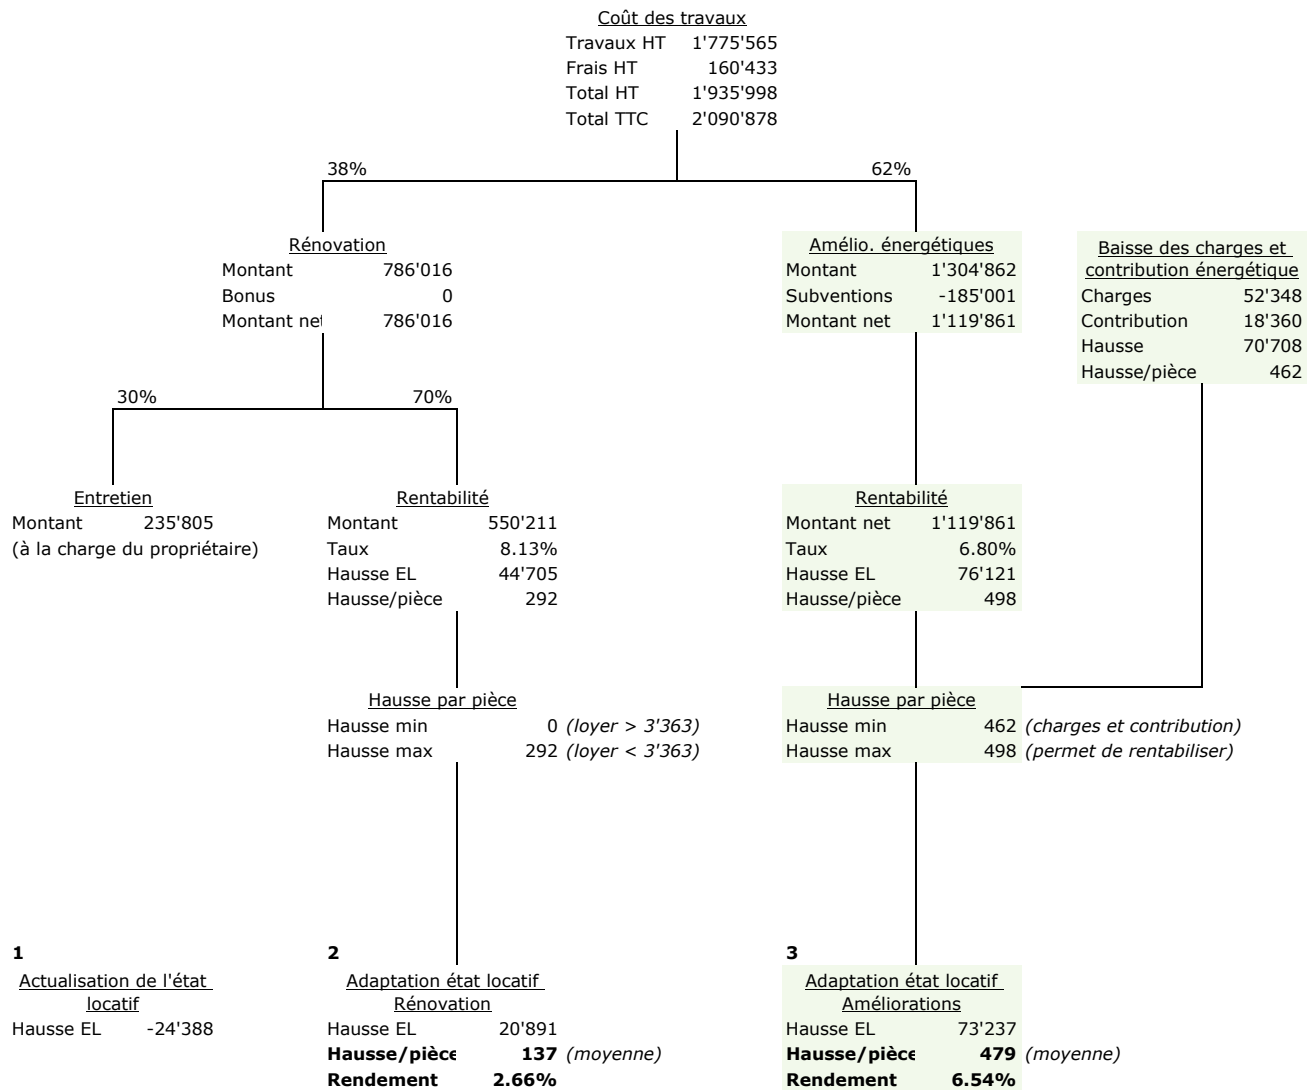 Coût des travaux
Travaux HT 1'775'565
Frais HT 160'433
Total HT 1'935'998
Total TTC 2'090'878
38% 62%
Rénovation
Montant 786'016
Bonus 0
Montant net 786'016
Amélio. énergétiques
Montant 1'304'862
Subventions -185'001
Montant net 1'119'861
Baisse des charges et
contribution énergétique
Charges 52'348
Contribution 18'360
Hausse 70'708
Hausse/pièce 462
30% 70%
Entretien
Montant 235'805
(à la charge du propriétaire)
Rentabilité
Montant 550'211
Taux 8.13%
Hausse EL 44'705
Hausse/pièce 292
Rentabilité
Montant net 1'119'861
Taux 6.80%
Hausse EL 76'121
Hausse/pièce 498
Hausse par pièce
Hausse min 0 (loyer > 3'363)
Hausse max 292 (loyer < 3'363)
Hausse par pièce
Hausse min 462 (charges et contribution)
Hausse max 498 (permet de rentabiliser)
1
Actualisation de l'état
locatif
Hausse EL -24'388
2
Adaptation état locatif
Rénovation
Hausse EL 20'891
Hausse/pièce 137 (moyenne)
Rendement 2.66%
3
Adaptation état locatif
Améliorations
Hausse EL 73'237
Hausse/pièce 479 (moyenne)
Rendement 6.54%